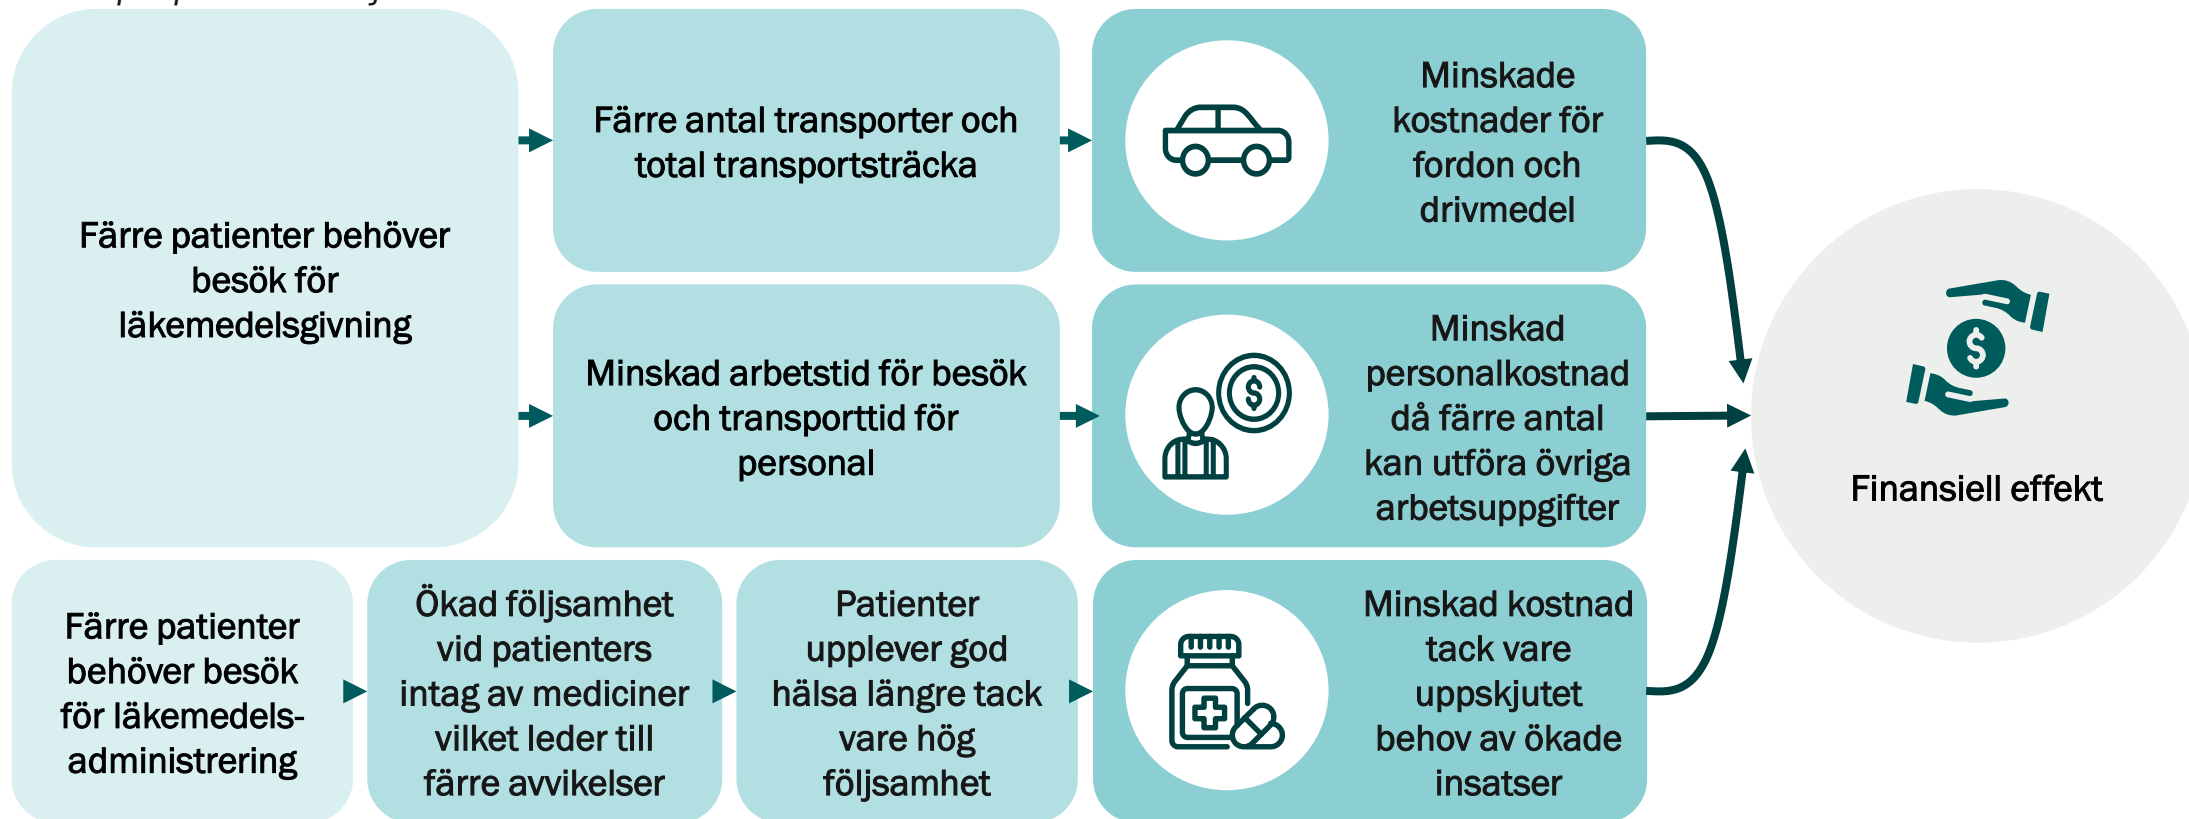 Färre patienter behöver
besök för
läkemedelsgivning
Färre antal transporter och
total transportsträcka
Minskade
kostnader för
fordon och
drivmedel
Minskad arbetstid för besök
och transporttid för
personal
Minskad
personalkostnad
då färre antal
kan utföra övriga
arbetsuppgifter
Färre patienter
behöver besök
för läkemedels-
administrering
Ökad följsamhet
vid patienters
intag av mediciner
vilket leder till
färre avvikelser
Patienter
upplever god
hälsa längre tack
vare hög
följsamhet
Minskad kostnad
tack vare
uppskjutet
behov av ökade
insatser
Finansiell effekt